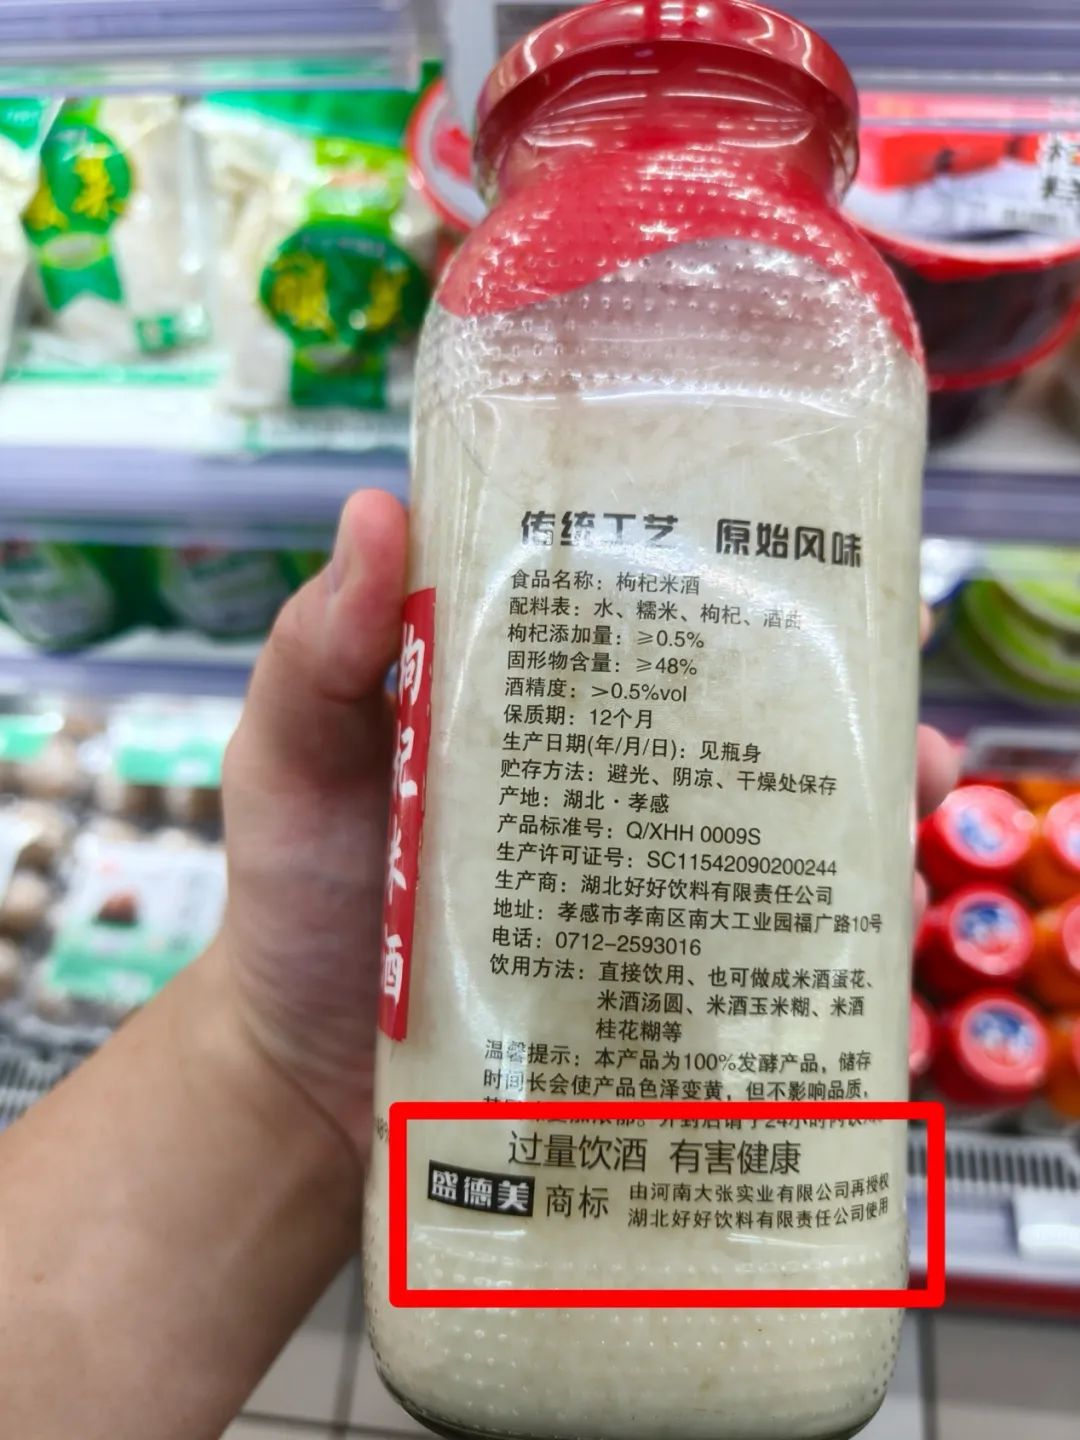 传统工艺 原始风味
食品名称：枸杞米酒
配料表：水、糯米、枸杞、酒曲
枸杞添加量：≥0.5%
固形物含量：≥48%
酒精度：>0.5%vol
保质期：12个月
生产日期(年/月/日)：见瓶身
贮存方法：避光、阴凉、干燥处保存
产地：湖北·孝感
产品标准号：Q/XHH 0009S
生产许可证号：SC11542090200244
生产商：湖北好好饮料有限责任公司
地址：孝感市孝南区南大工业园福广路10号
电话：0712-2593016
饮用方法：直接饮用、也可做成米酒蛋花、
米酒汤圆、米酒玉米糊、米酒
桂花糊等
温馨提示：本产品为100%发酵产品，储存
时间长会使产品色泽变黄，但不影响品质，
过量饮酒 有害健康
盛德美 商标
由河南大张实业有限公司再授权
湖北好好饮料有限责任公司使用
枸杞米酒